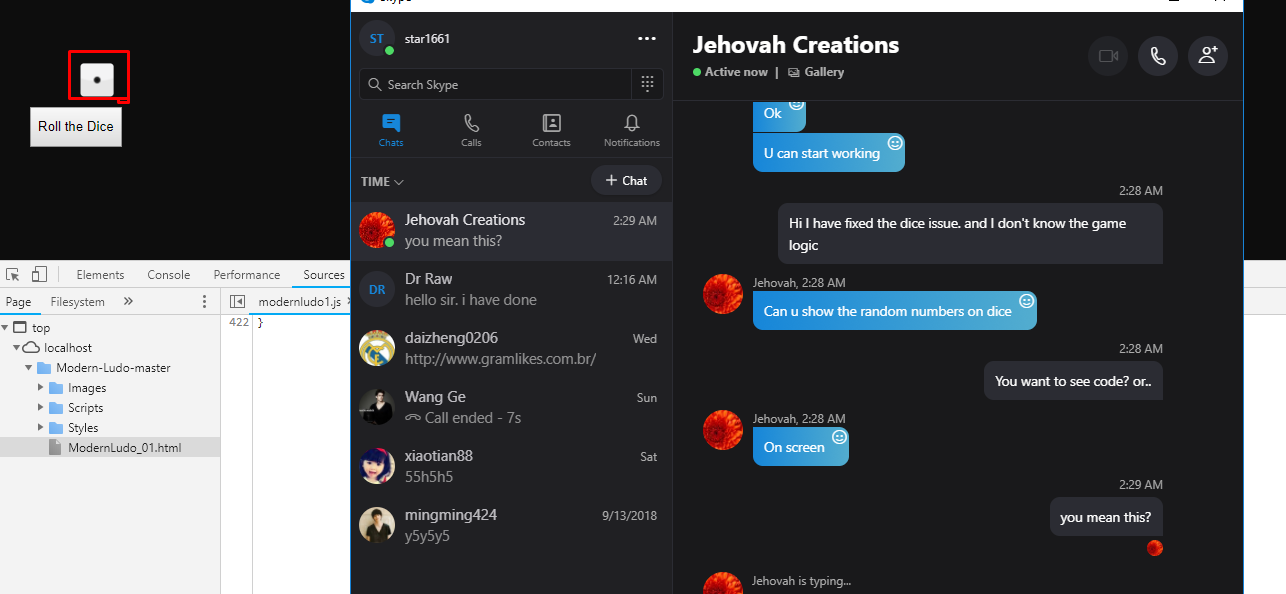 Skype
Roll the Dice
Elements
Console
Performance
Sources
Page
Filesystem
modernludo1.js
top
localhost
Modern-Ludo-master
Images
Scripts
Styles
ModernLudo_01.html
422
}
ST
star1661
Search Skype
Chats
Calls
Contacts
Notifications
TIME
+ Chat
Jehovah Creations
2:29 AM
you mean this?
DR
Dr Raw
12:16 AM
hello sir. i have done
daizheng0206
Wed
http://www.gramlikes.com.br/
Wang Ge
Sun
Call ended - 7s
xiaotian88
Sat
55h5h5
mingming424
9/13/2018
y5y5y5
Jehovah Creations
Active now | Gallery
Ok
U can start working
2:28 AM
Hi I have fixed the dice issue. and I don't know the game
logic
Jehovah, 2:28 AM
Can u show the random numbers on dice
2:28 AM
You want to see code? or..
Jehovah, 2:28 AM
On screen
2:29 AM
you mean this?
Jehovah is typing...